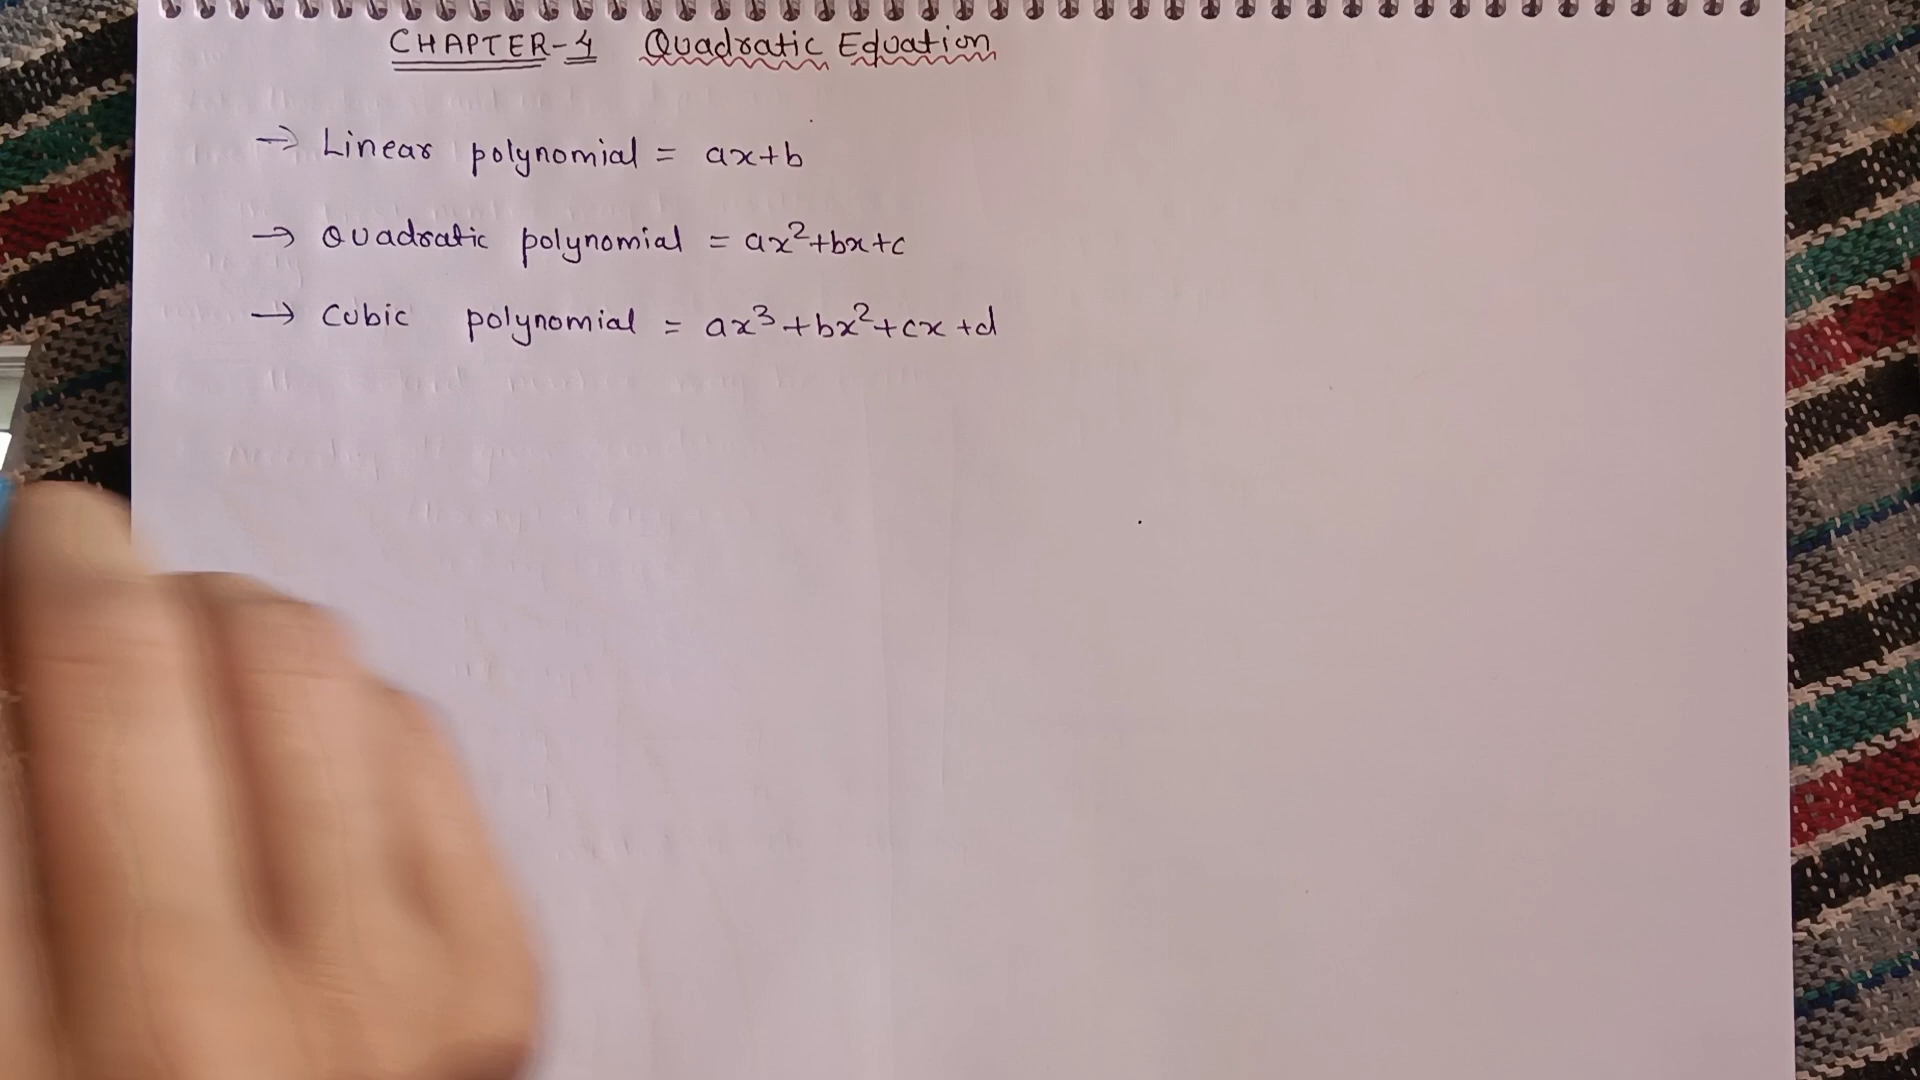 CHAPTER-4 Quadratic Equation
→ Linear polynomial = ax+b
→ Quadratic polynomial = ax²+bx+c
→ Cubic polynomial = ax³+bx²+cx+d